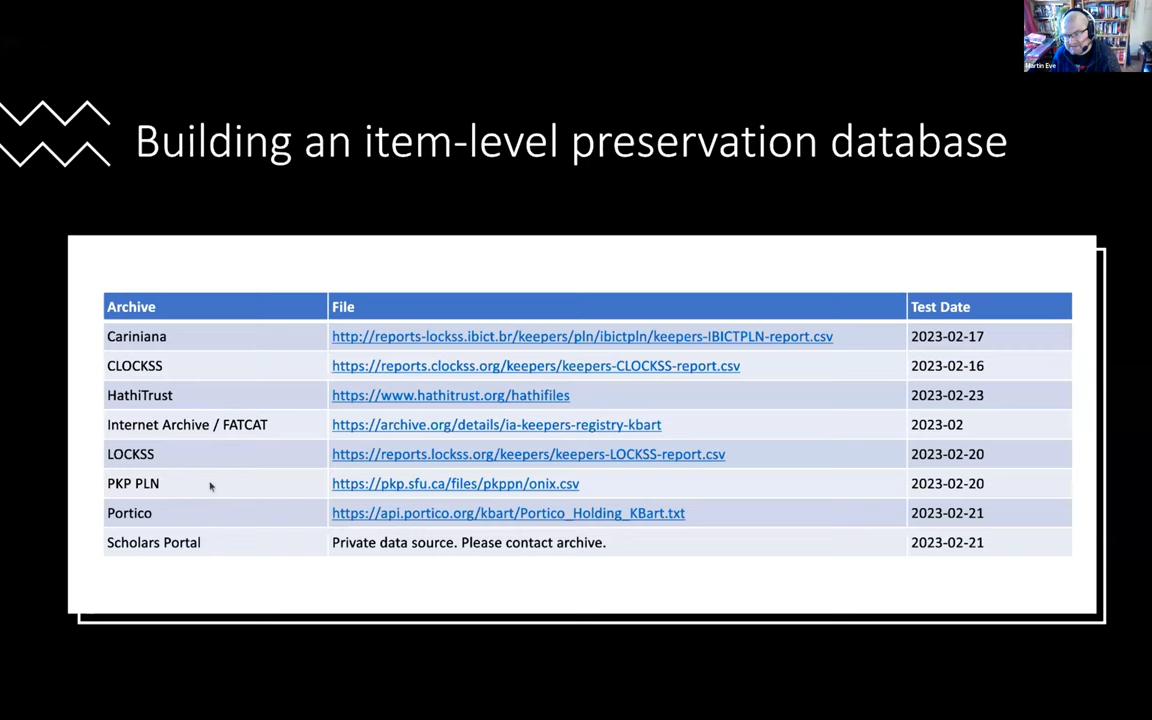 Martin Eve
Building an item-level preservation database
Archive File Test Date
Cariniana http://reports-lockss.ibict.br/keepers/pln/ibictpln/keepers-IBICTPLN-report.csv 2023-02-17
CLOCKSS https://reports.clockss.org/keepers/keepers-CLOCKSS-report.csv 2023-02-16
HathiTrust https://www.hathitrust.org/hathifiles 2023-02-23
Internet Archive / FATCAT https://archive.org/details/ia-keepers-registry-kbart 2023-02
LOCKSS https://reports.lockss.org/keepers/keepers-LOCKSS-report.csv 2023-02-20
PKP PLN https://pkp.sfu.ca/files/pkppn/onix.csv 2023-02-20
Portico https://api.portico.org/kbart/Portico_Holding_KBart.txt 2023-02-21
Scholars Portal Private data source. Please contact archive. 2023-02-21